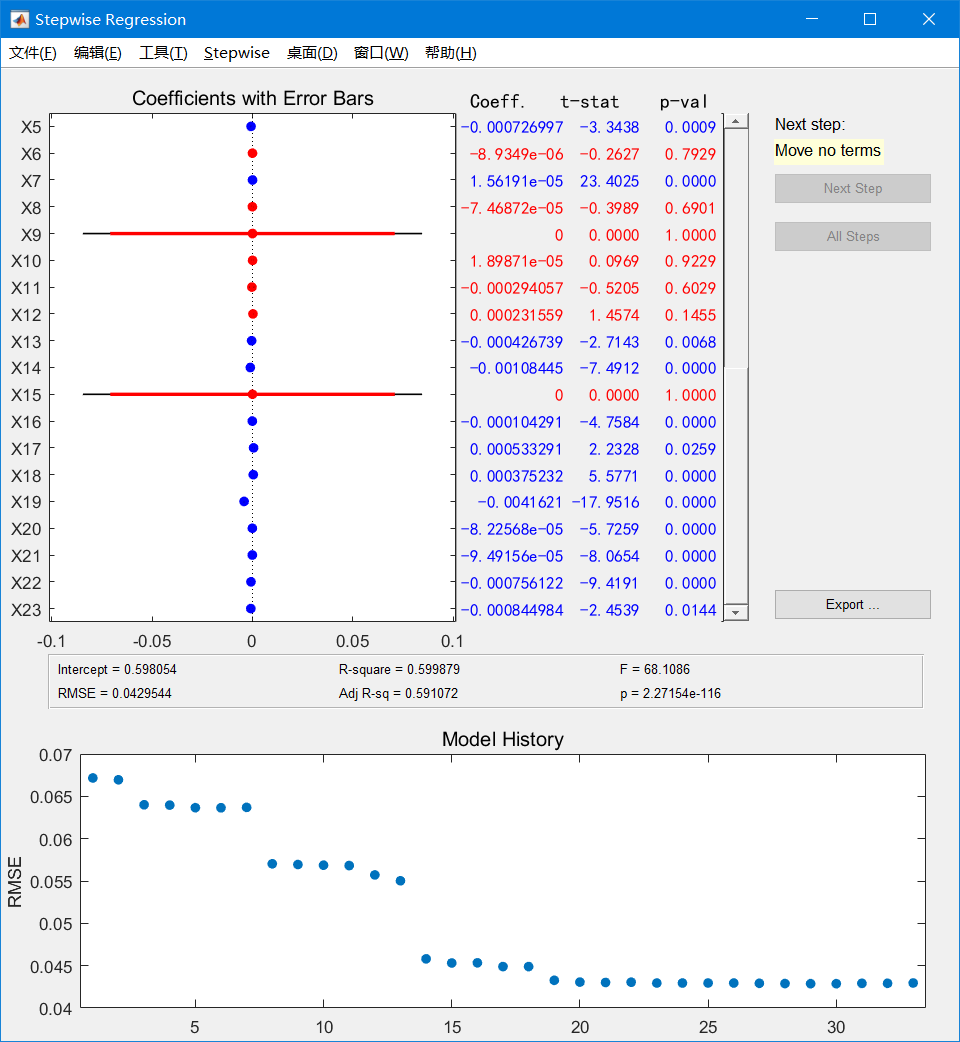 Stepwise Regression
文件(F) 编辑(E) 工具(T) Stepwise 桌面(D) 窗口(W) 帮助(H)
Coefficients with Error Bars Coeff. t-stat p-val
X5 -0.000726997 -3.3438 0.0009
X6 -8.9349e-06 -0.2627 0.7929
X7 1.56191e-05 23.4025 0.0000
X8 -7.46872e-05 -0.3989 0.6901
X9 0 0.0000 1.0000
X10 1.89871e-05 0.0969 0.9229
X11 -0.000294057 -0.5205 0.6029
X12 0.000231559 1.4574 0.1455
X13 -0.000426739 -2.7143 0.0068
X14 -0.00108445 -7.4912 0.0000
X15 0 0.0000 1.0000
X16 -0.000104291 -4.7584 0.0000
X17 0.000533291 2.2328 0.0259
X18 0.000375232 5.5771 0.0000
X19 -0.0041621 -17.9516 0.0000
X20 -8.22568e-05 -5.7259 0.0000
X21 -9.49156e-05 -8.0654 0.0000
X22 -0.000756122 -9.4191 0.0000
X23 -0.000844984 -2.4539 0.0144
-0.1 -0.05 0 0.05 0.1
Next step:
Move no terms
Next Step
All Steps
Export ...
Intercept = 0.598054 R-square = 0.599879 F = 68.1086
RMSE = 0.0429544 Adj R-sq = 0.591072 p = 2.27154e-116
Model History
RMSE
0.07
0.065
0.06
0.055
0.05
0.045
0.04
5 10 15 20 25 30